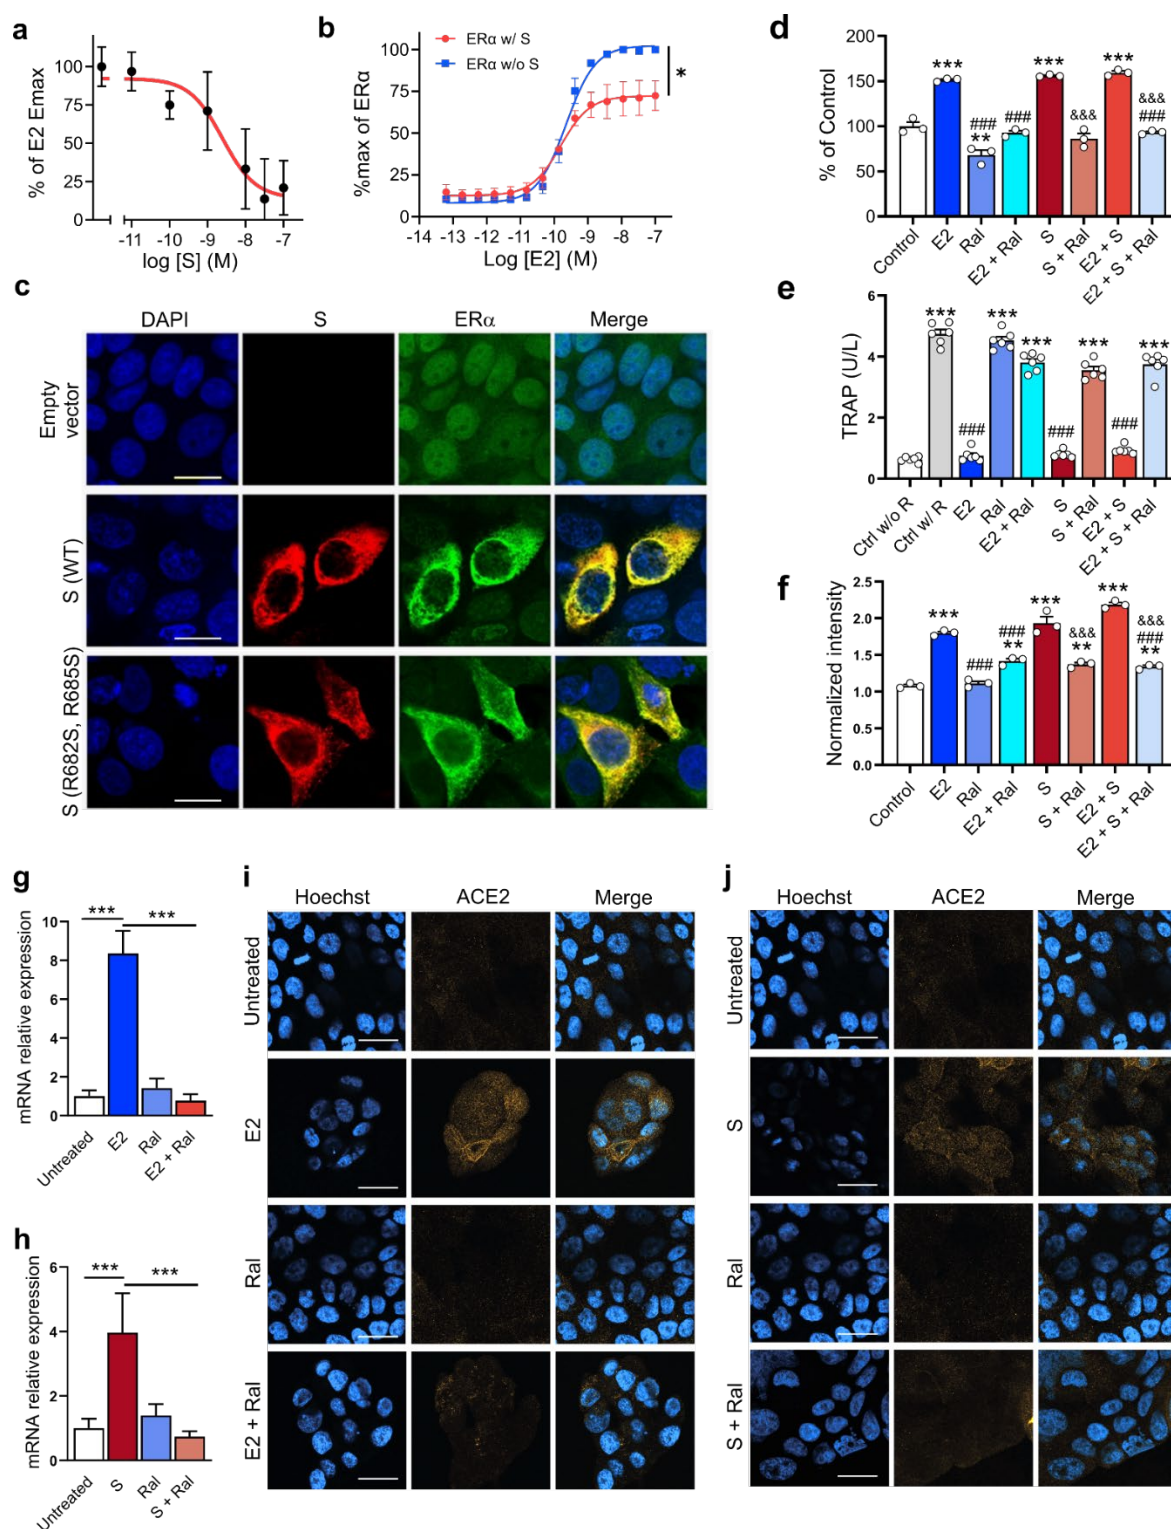 a
% of E2 Emax
100
75
50
25
0
-11 -10 -9 -8 -7
log [S] (M)
b
ERα w/ S
ERα w/o S
%max of ERα
100
75
50
25
0
*
-14 -13 -12 -11 -10 -9 -8 -7 -6
Log [E2] (M)
c
DAPI S ERα Merge
Empty vector
S (WT)
S (R682S, R685S)
d
% of Control
200
150
100
50
0
***
###
**
###
***
&&&
***
&&&
###
Control
E2
Ral
E2 + Ral
S
S + Ral
E2 + S
E2 + S + Ral
e
TRAP (U/L)
6
4
2
0
***
###
***
***
###
***
###
***
Ctrl w/o R
Ctrl w/ R
E2
Ral
E2 + Ral
S
S + Ral
E2 + S
E2 + S + Ral
f
Normalized intensity
2.5
2.0
1.5
1.0
0.5
0.0
***
###
###
**
***
&&&
**
***
&&&
###
**
Control
E2
Ral
E2 + Ral
S
S + Ral
E2 + S
E2 + S + Ral
g
mRNA relative expression
10
8
6
4
2
0
*** ***
Untreated
E2
Ral
E2 + Ral
h
mRNA relative expression
6
4
2
0
*** ***
Untreated
S
Ral
S + Ral
i
Hoechst ACE2 Merge
Untreated
E2
Ral
E2 + Ral
j
Hoechst ACE2 Merge
Untreated
S
Ral
S + Ral